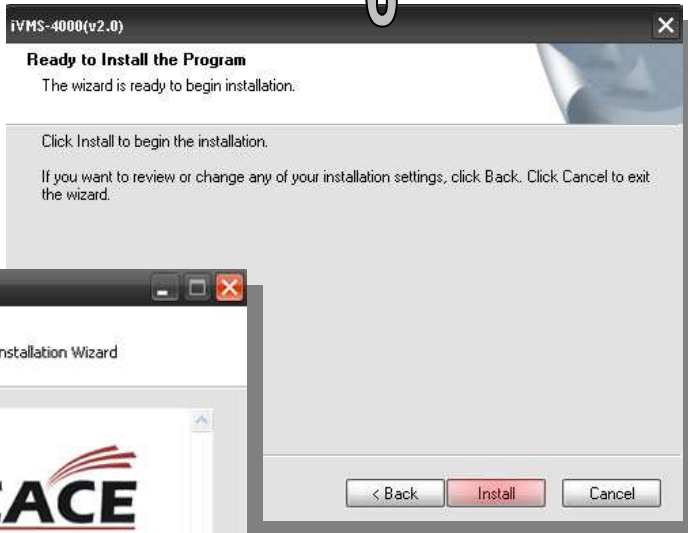 iVMS-4000(v2.0)
Ready to Install the Program
The wizard is ready to begin installation.
Click Install to begin the installation.
If you want to review or change any of your installation settings, click Back. Click Cancel to exit
the wizard.
nstallation Wizard
ACE
< Back
Install
Cancel